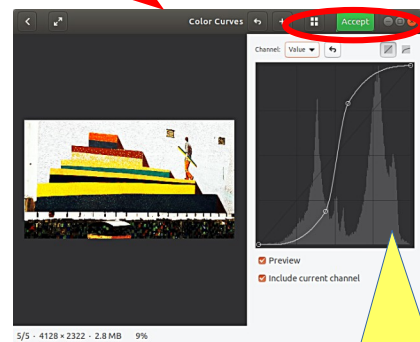 Color Curves
Accept
Channel: Value
Preview
Include current channel
5/5 · 4128 × 2322 · 2.8 MB 9%